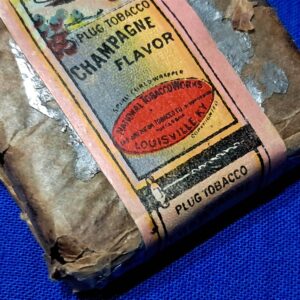 PLUG TOBACCO
CHAMPAGNE
FLAVOR
NATIONAL TOBACCO WORKS
LOUISVILLE, KY.
PLUG TOBACCO